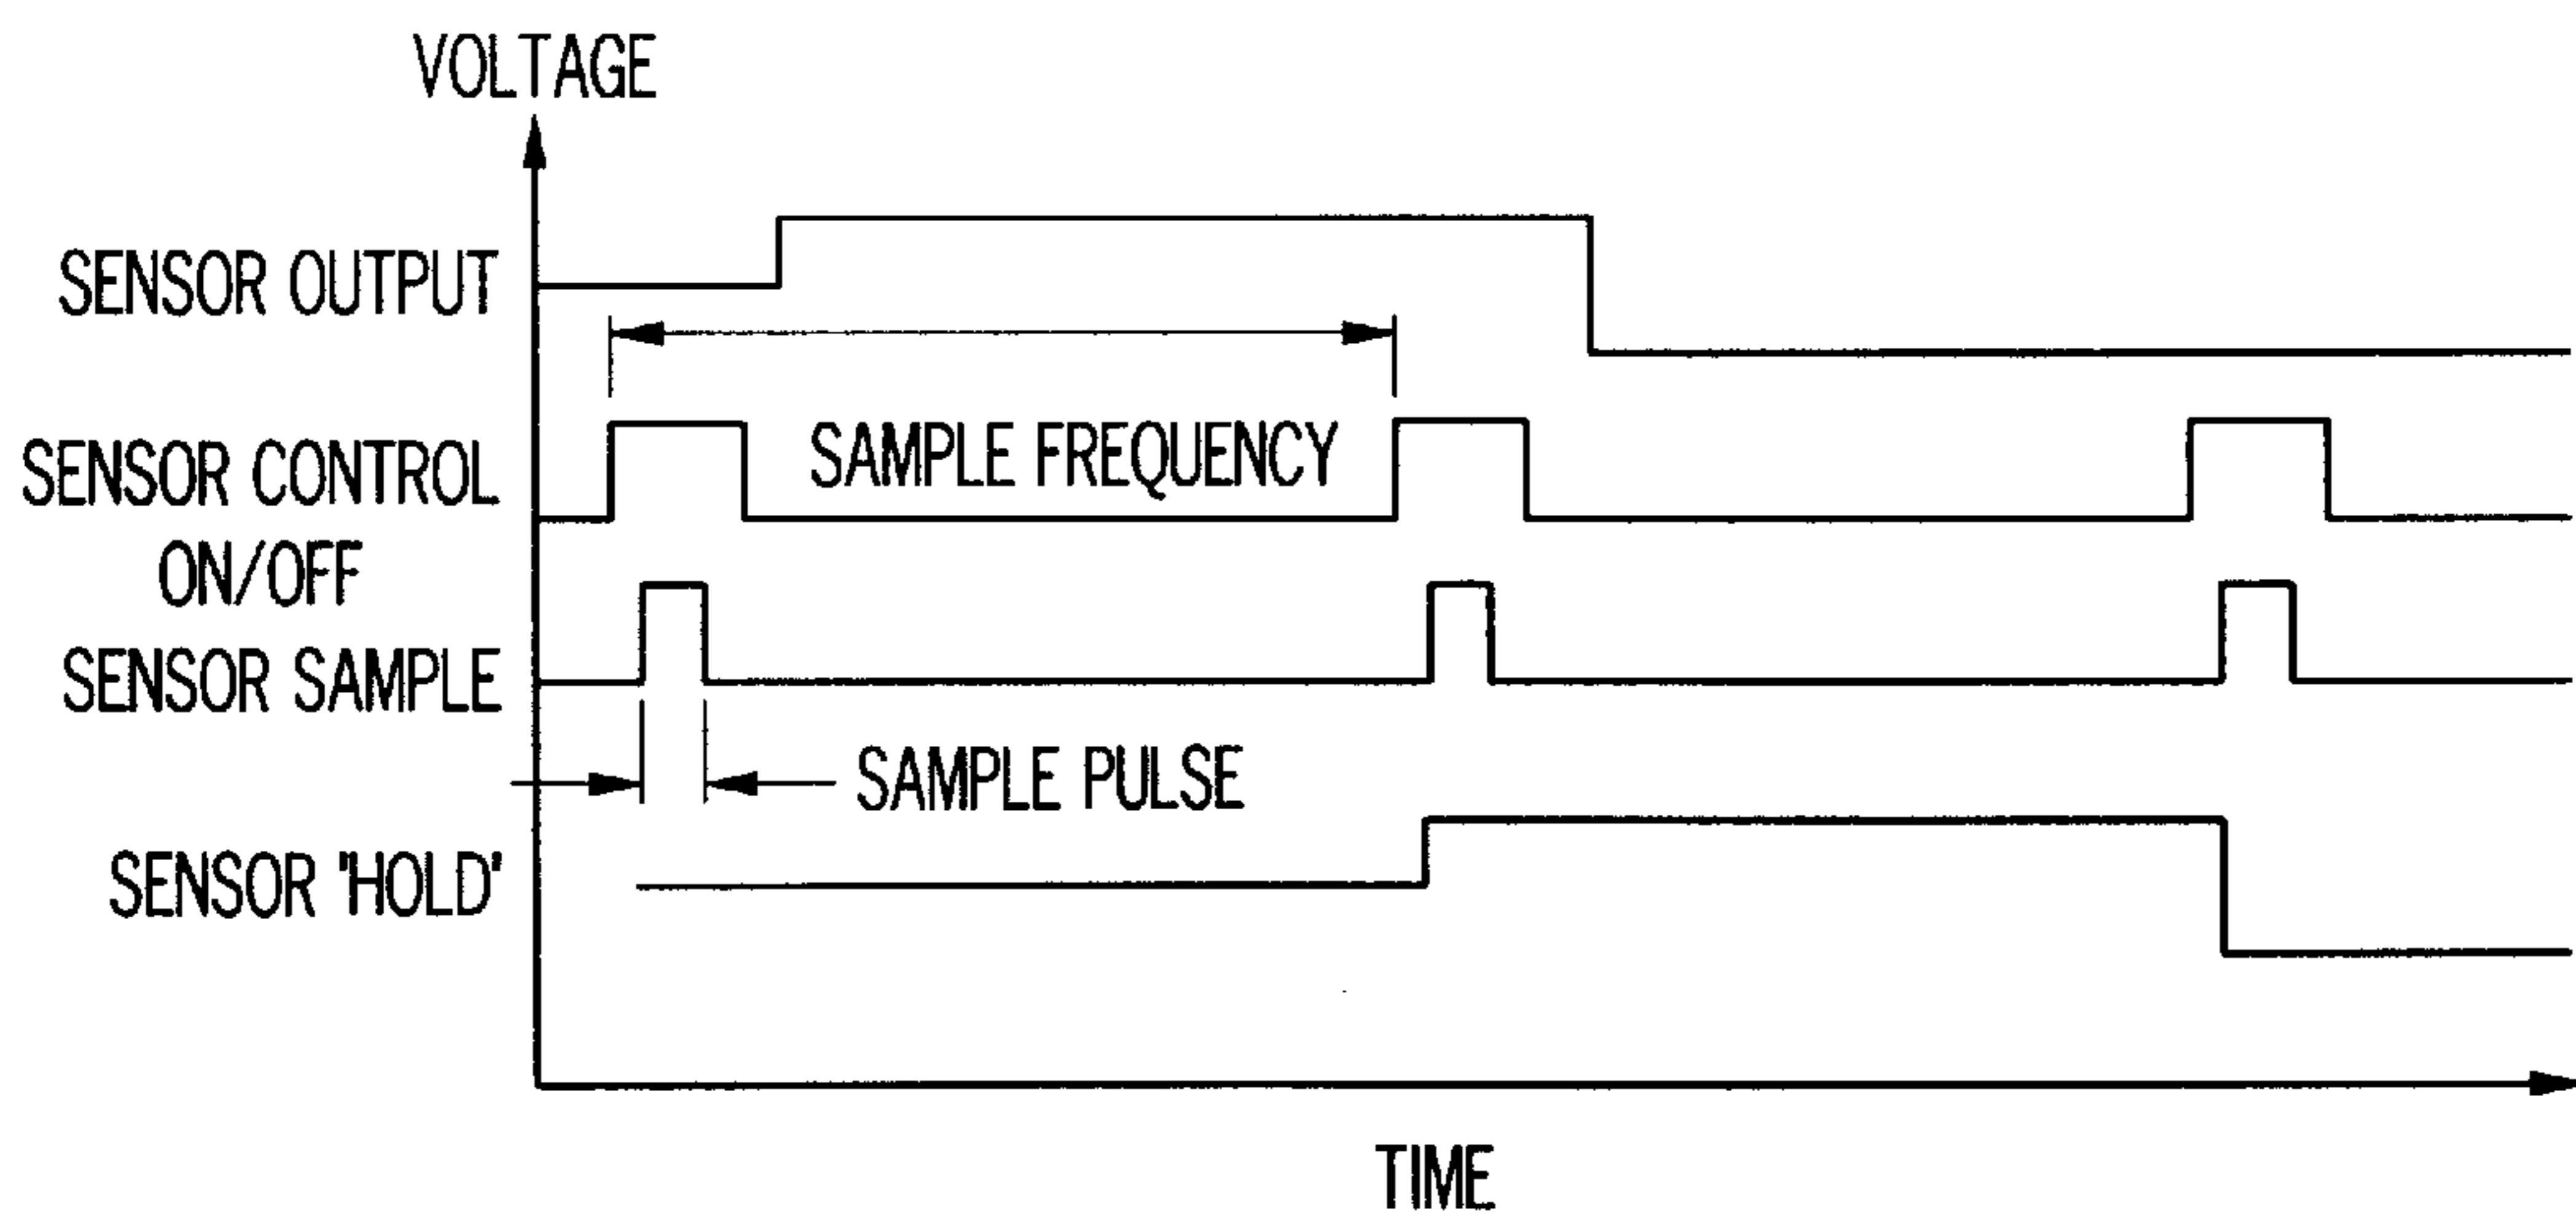 VOLTAGE
SENSOR OUTPUT
SENSOR CONTROL
ON/OFF
SAMPLE FREQUENCY
SENSOR SAMPLE
SAMPLE PULSE
SENSOR "HOLD"
TIME